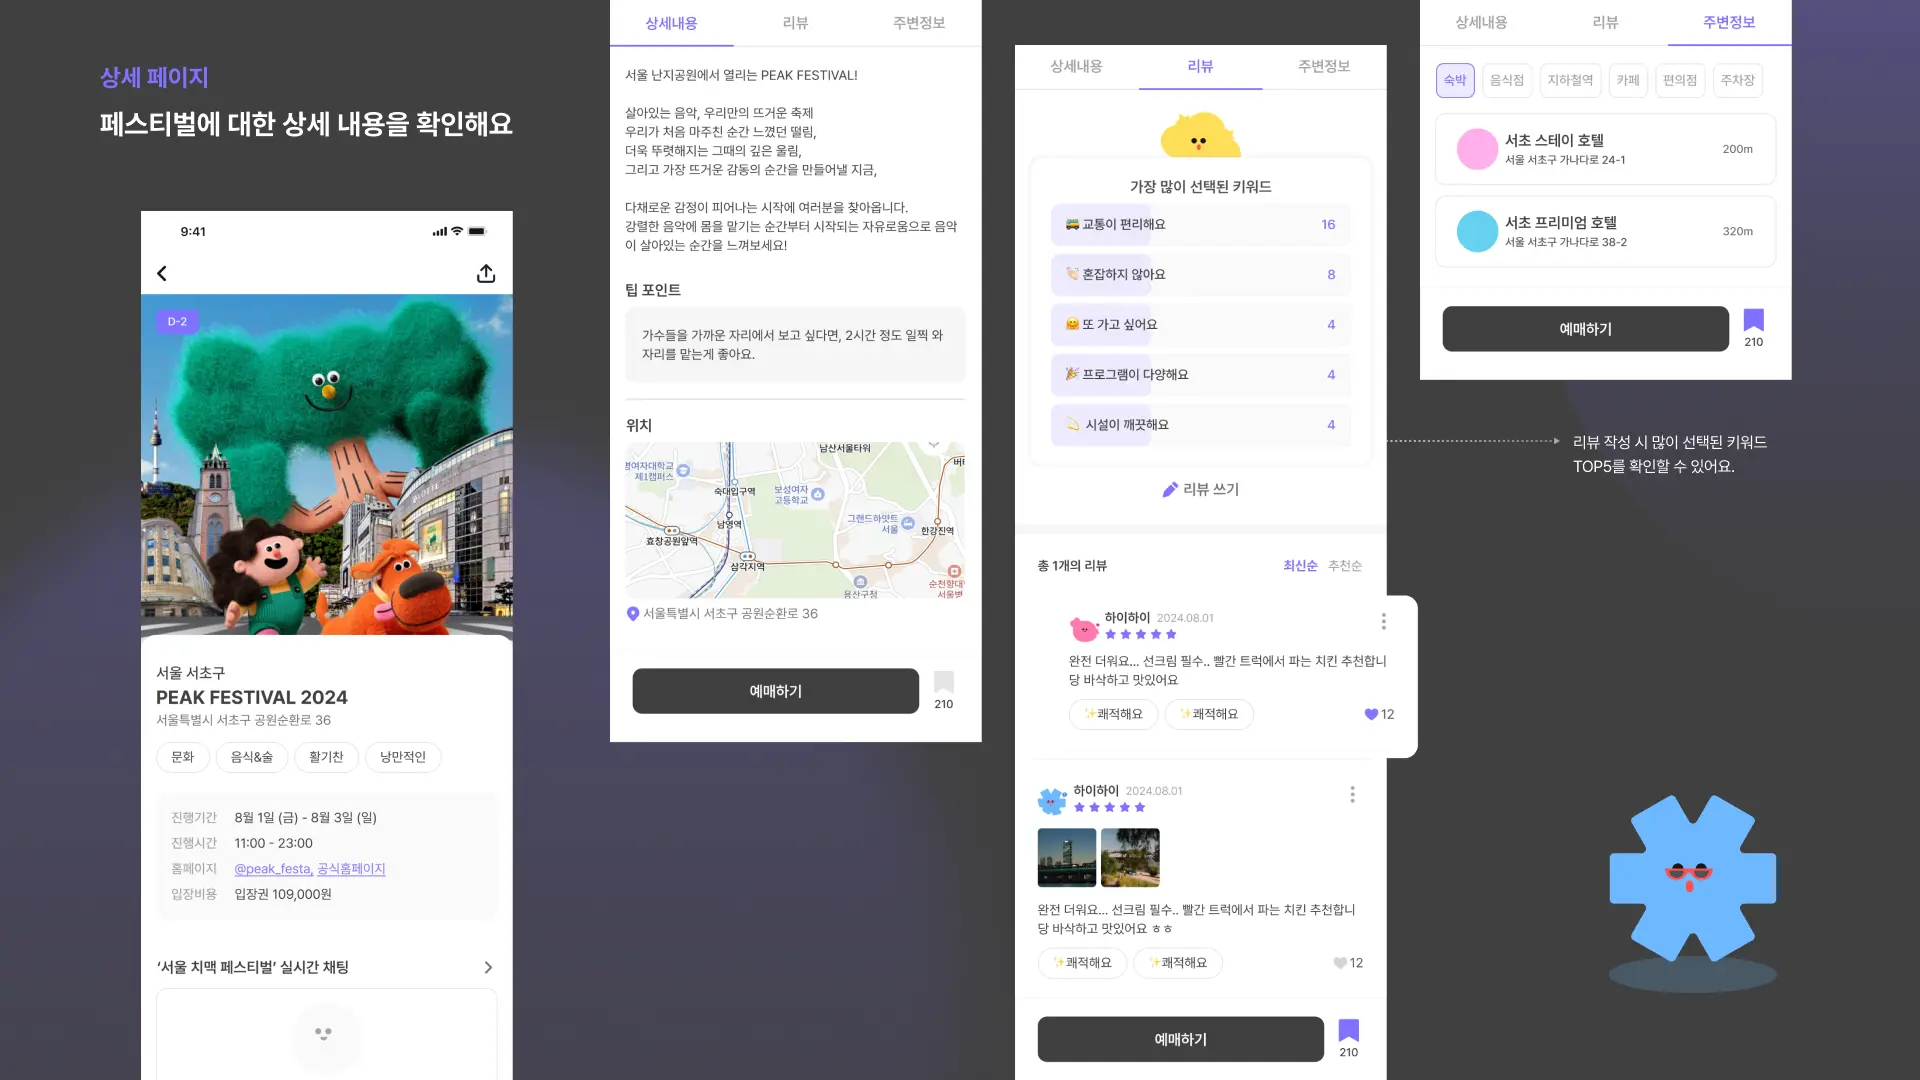 상세 페이지
페스티벌에 대한 상세 내용을 확인해요
9:41
D-2
서울 서초구
PEAK FESTIVAL 2024
서울특별시 서초구 공원순환로 36
문화
음식&술
활기찬
낭만적인
진행기간 8월 1일 (금) - 8월 3일 (일)
진행시간 11:00 - 23:00
홈페이지 @peak_festa, 공식홈페이지
입장비용 입장권 109,000원
‘서울 치맥 페스티벌’ 실시간 채팅
상세내용
리뷰
주변정보
서울 난지공원에서 열리는 PEAK FESTIVAL!
살아있는 음악, 우리만의 뜨거운 축제
우리가 처음 마주친 순간 느꼈던 떨림,
더욱 뚜렷해지는 그때의 깊은 울림,
그리고 가장 뜨거운 감동의 순간을 만들어낼 지금,
다채로운 감정이 피어나는 시작에 여러분을 찾아옵니다.
강렬한 음악에 몸을 맡기는 순간부터 시작되는 자유로움으로 음악
이 살아있는 순간을 느껴보세요!
팁 포인트
가수들을 가까운 자리에서 보고 싶다면, 2시간 정도 일찍 와
자리를 맡는게 좋아요.
위치
남산서울타워
버티
명여자대학교
제1캠퍼스
숙대입구역
보성여자
고등학교
그랜드하얏트
서울
한강진역
남영역
효창공원앞역
삼각지역
용산구청
순천향대
서울병
서울특별시 서초구 공원순환로 36
예매하기
210
상세내용
리뷰
주변정보
가장 많이 선택된 키워드
교통이 편리해요 16
혼잡하지 않아요 8
또 가고 싶어요 4
프로그램이 다양해요 4
시설이 깨끗해요 4
리뷰 쓰기
총 1개의 리뷰
최신순 추천순
하이하이 2024.08.01
완전 더워요... 선크림 필수.. 빨간 트럭에서 파는 치킨 추천합니
당 바삭하고 맛있어요
✨쾌적해요
✨쾌적해요
12
하이하이 2024.08.01
완전 더워요... 선크림 필수.. 빨간 트럭에서 파는 치킨 추천합니
당 바삭하고 맛있어요 ㅎㅎ
✨쾌적해요
✨쾌적해요
12
예매하기
210
상세내용
리뷰
주변정보
숙박
음식점
지하철역
카페
편의점
주차장
서초 스테이 호텔
서울 서초구 가나다로 24-1
200m
서초 프리미엄 호텔
서울 서초구 가나다로 38-2
320m
예매하기
210
리뷰 작성 시 많이 선택된 키워드
TOP5를 확인할 수 있어요.